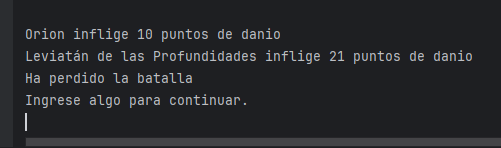 Orion inflige 10 puntos de danio
Leviatán de las Profundidades inflige 21 puntos de danio
Ha perdido la batalla
Ingrese algo para continuar.